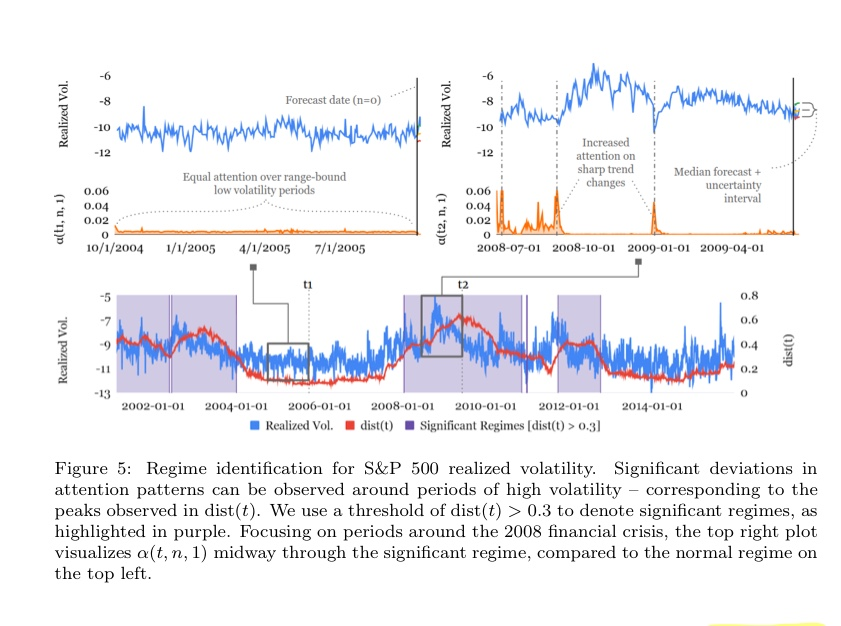 -6
-8
-10
-12
Realized Vol.
Forecast date (n=0)
Equal attention over range-bound
low volatility periods
0.06
0.04
0.02
0
α(t1, n, 1)
10/1/2004 1/1/2005 4/1/2005 7/1/2005
-6
-8
-10
-12
Realized Vol.
Increased
attention on
sharp trend
changes
Median forecast +
uncertainty
interval
0.06
0.04
0.02
0
α(t2, n, 1)
2008-07-01 2008-10-01 2009-01-01 2009-04-01
t1 t2
-5
-7
-9
-11
-13
Realized Vol.
0.8
0.6
0.4
0.2
0
dist(t)
2002-01-01 2004-01-01 2006-01-01 2008-01-01 2010-01-01 2012-01-01 2014-01-01
Realized Vol. dist(t) Significant Regimes [dist(t) > 0.3]
Figure 5: Regime identification for S&P 500 realized volatility. Significant deviations in
attention patterns can be observed around periods of high volatility – corresponding to the
peaks observed in dist(t). We use a threshold of dist(t) > 0.3 to denote significant regimes, as
highlighted in purple. Focusing on periods around the 2008 financial crisis, the top right plot
visualizes α(t, n, 1) midway through the significant regime, compared to the normal regime on
the top left.